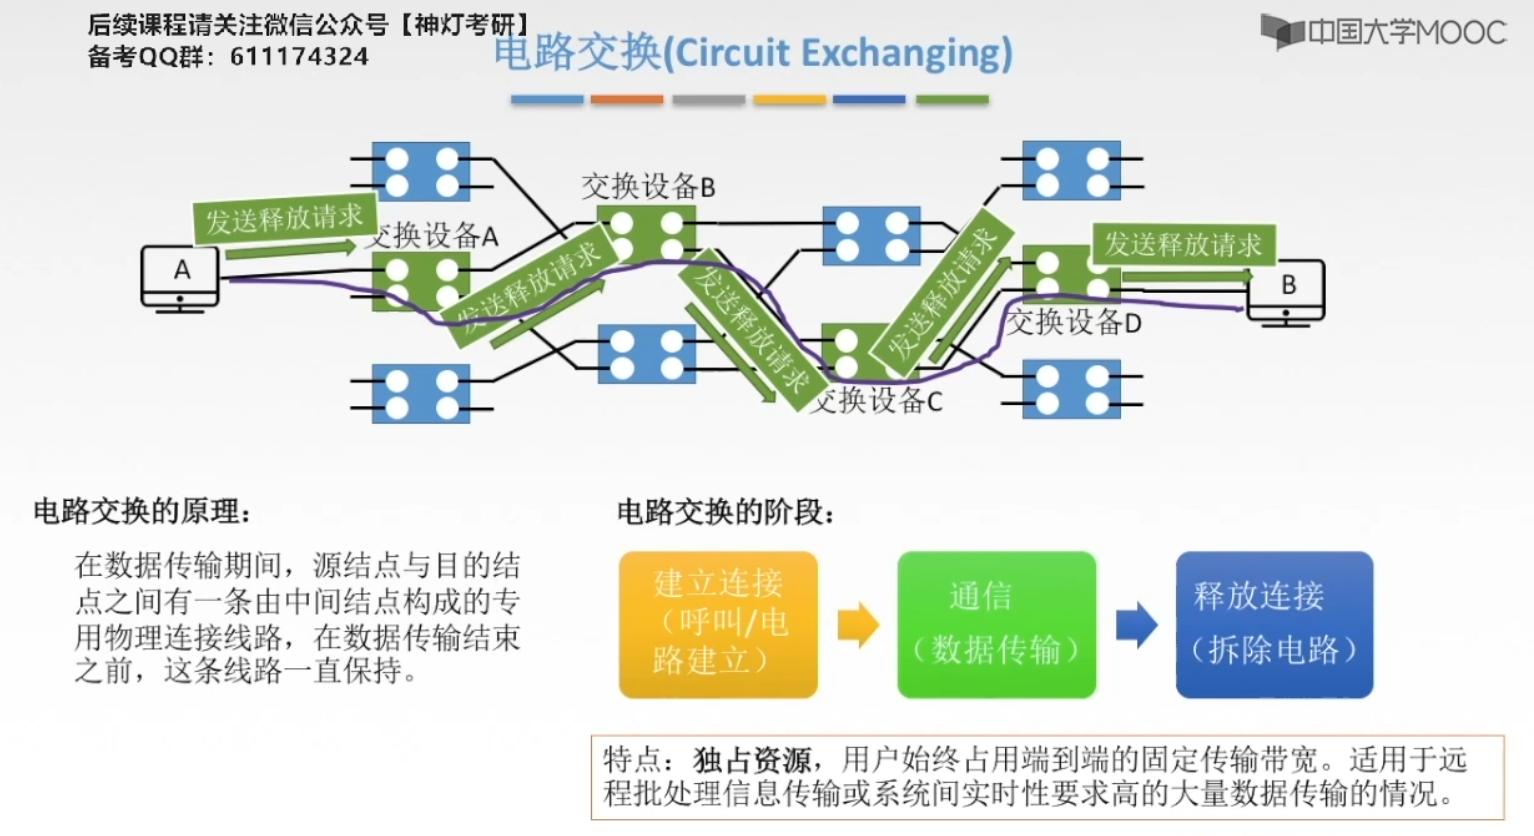 后续课程请关注微信公众号【神灯考研】
备考QQ群：611174324
中国大学MOOC
电路交换(Circuit Exchanging)
交换设备B
发送释放请求
交换设备A
A
发送释放请求
发送释放请求
发送释放请求
发送释放请求
B
交换设备D
交换设备C
电路交换的原理：
在数据传输期间，源结点与目的结
点之间有一条由中间结点构成的专
用物理连接线路，在数据传输结束
之前，这条线路一直保持。
电路交换的阶段：
建立连接
（呼叫/电
路建立）
通信
（数据传输）
释放连接
（拆除电路）
特点：独占资源，用户始终占用端到端的固定传输带宽。适用于远
程批处理信息传输或系统间实时性要求高的大量数据传输的情况。